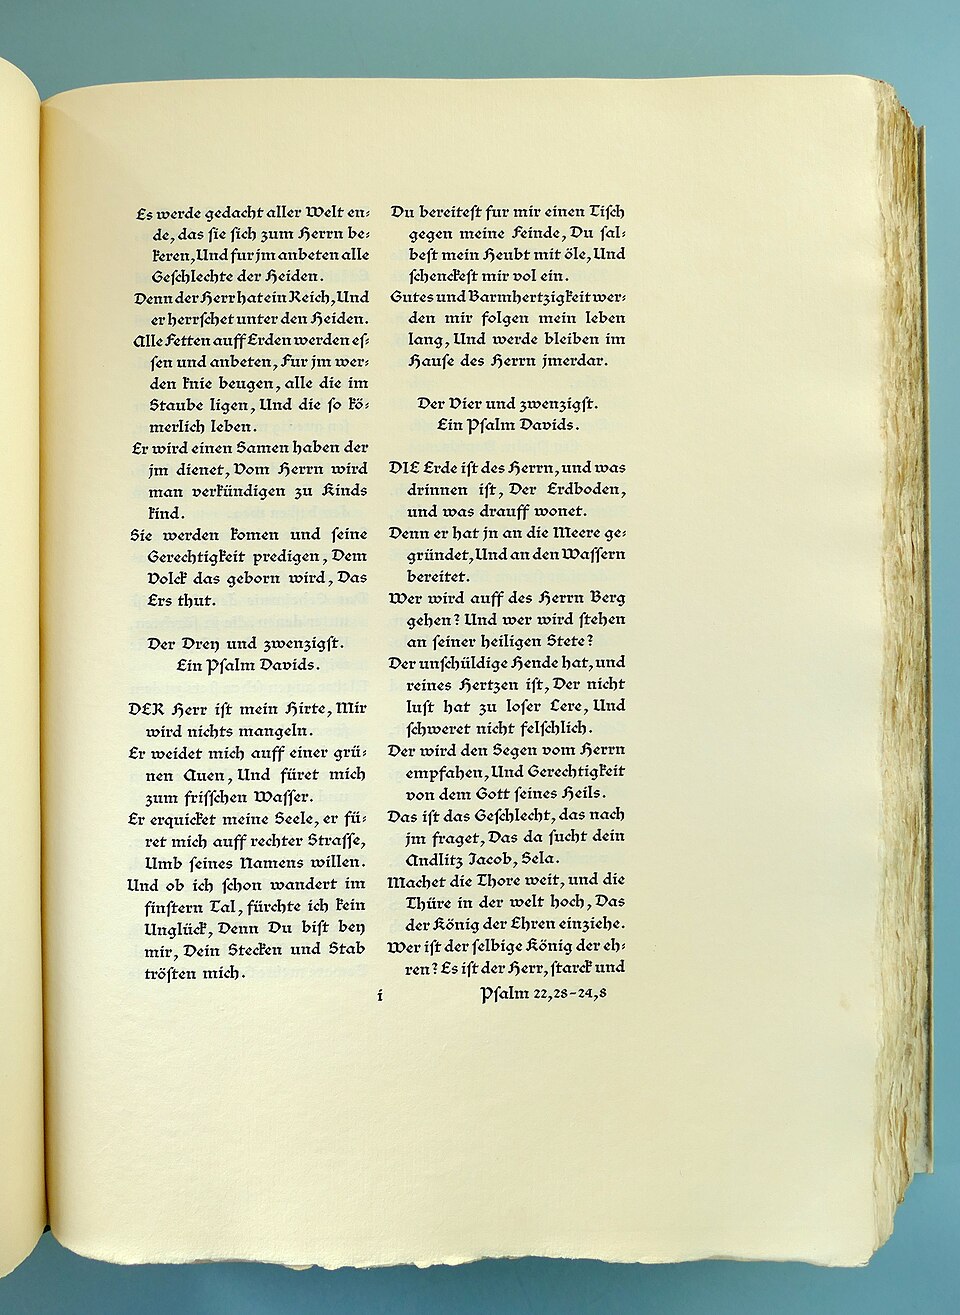 Es werde gedacht aller Welt en⸗
de, das sie sich zum Herrn be⸗
keren, Und fur jm anbeten alle
Geschlechte der Heiden.
Denn der Herr hat ein Reich, Und
er herrschet unter den Heiden.
Alle Fetten auff Erden werden es⸗
sen und anbeten, Fur jm wer⸗
den knie beugen, alle die im
Staube ligen, Und die so kö⸗
merlich leben.
Er wird einen Samen haben der
jm dienet, Vom Herrn wird
man verkündigen zu Kinds
kind.
Sie werden komen und seine
Gerechtigkeit predigen, Dem
Volck das geborn wird, Das
Ers thut.
Der Drey und zwenzigst.
Ein Psalm Davids.
DER Herr ist mein Hirte, Mir
wird nichts mangeln.
Er weidet mich auff einer grü⸗
nen Auen, Und füret mich
zum frisschen Wasser.
Er erquicket meine Seele, er fü⸗
ret mich auff rechter Strasse,
Umb seines Namens willen.
Und ob ich schon wandert im
finstern Tal, fürchte ich kein
Unglück, Denn Du bist bey
mir, Dein Stecken und Stab
trösten mich.
Du bereitest fur mir einen Tisch
gegen meine Feinde, Du sal⸗
best mein Heubt mit öle, Und
schenckest mir vol ein.
Gutes und Barmhertzigkeit wer⸗
den mir folgen mein leben
lang, Und werde bleiben im
Hause des Herrn jmerdar.
Der Vier und zwenzigst.
Ein Psalm Davids.
DIE Erde ist des Herrn, und was
drinnen ist, Der Erdboden,
und was drauff wonet.
Denn er hat jn an die Meere ge⸗
gründet, Und an den Wassern
bereitet.
Wer wird auff des Herrn Berg
gehen? Und wer wird stehen
an seiner heiligen Stete?
Der unschüldige Hende hat, und
reines Hertzen ist, Der nicht
lust hat zu loser Lere, Und
schweret nicht felschlich.
Der wird den Segen vom Herrn
empfahen, Und Gerechtigkeit
von dem Gott seines Heils.
Das ist das Geschlecht, das nach
jm fraget, Das da sucht dein
Andlitz Jacob, Sela.
Machet die Thore weit, und die
Thüre in der welt hoch, Das
der König der Ehren einziehe.
Wer ist der selbige König der eh⸗
ren? Es ist der Herr, starck und
i
Psalm 22,28-24,8